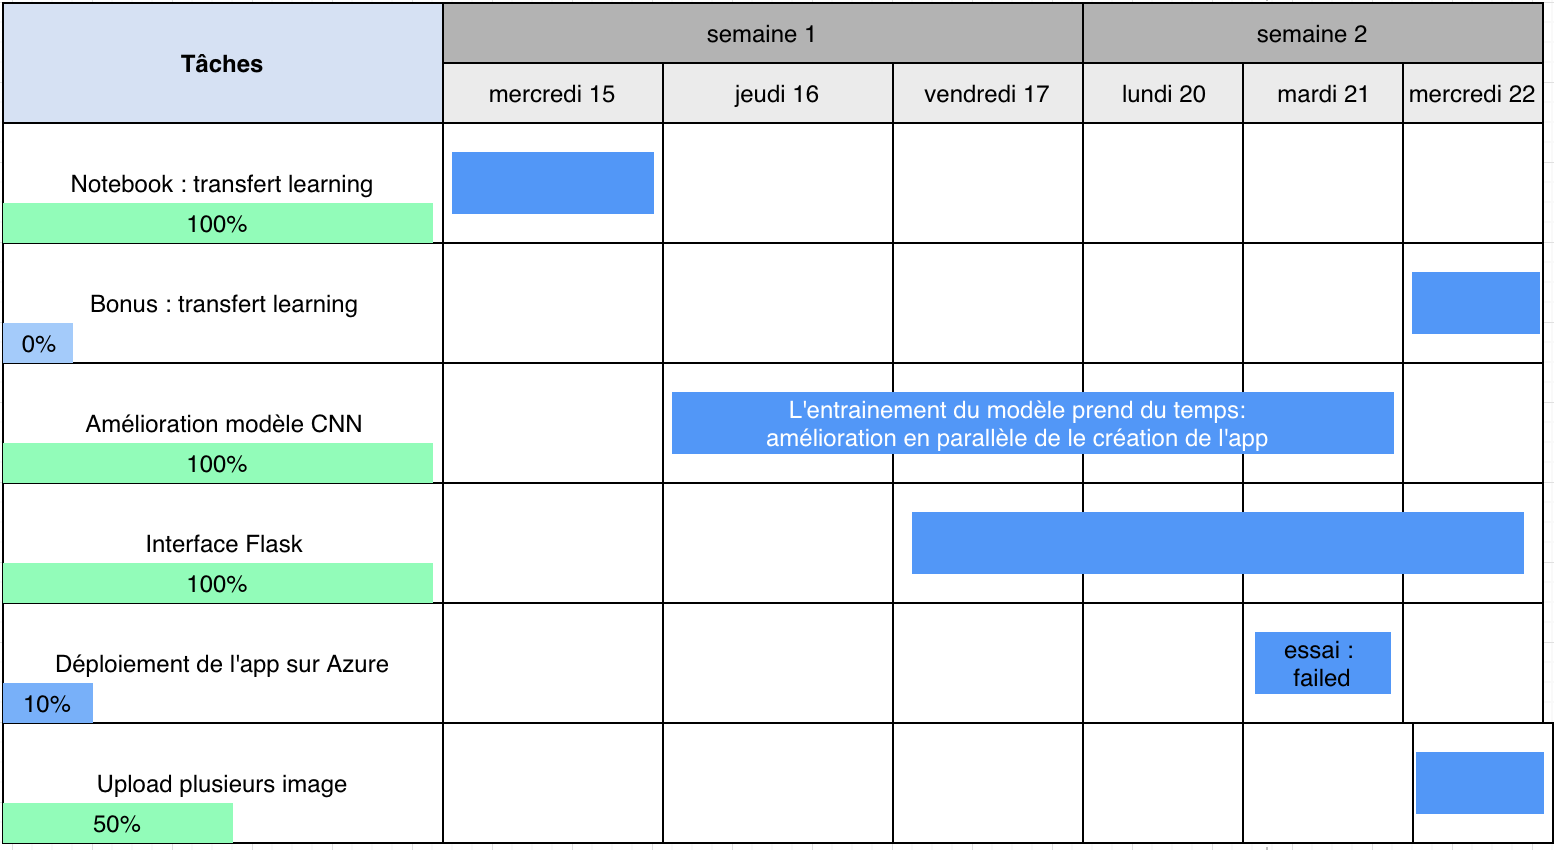 Tâches
semaine 1
semaine 2
mercredi 15
jeudi 16
vendredi 17
lundi 20
mardi 21
mercredi 22
Notebook : transfert learning
100%
Bonus : transfert learning
0%
Amélioration modèle CNN
100%
L'entrainement du modèle prend du temps:
amélioration en parallèle de le création de l'app
Interface Flask
100%
Déploiement de l'app sur Azure
10%
essai :
failed
Upload plusieurs image
50%